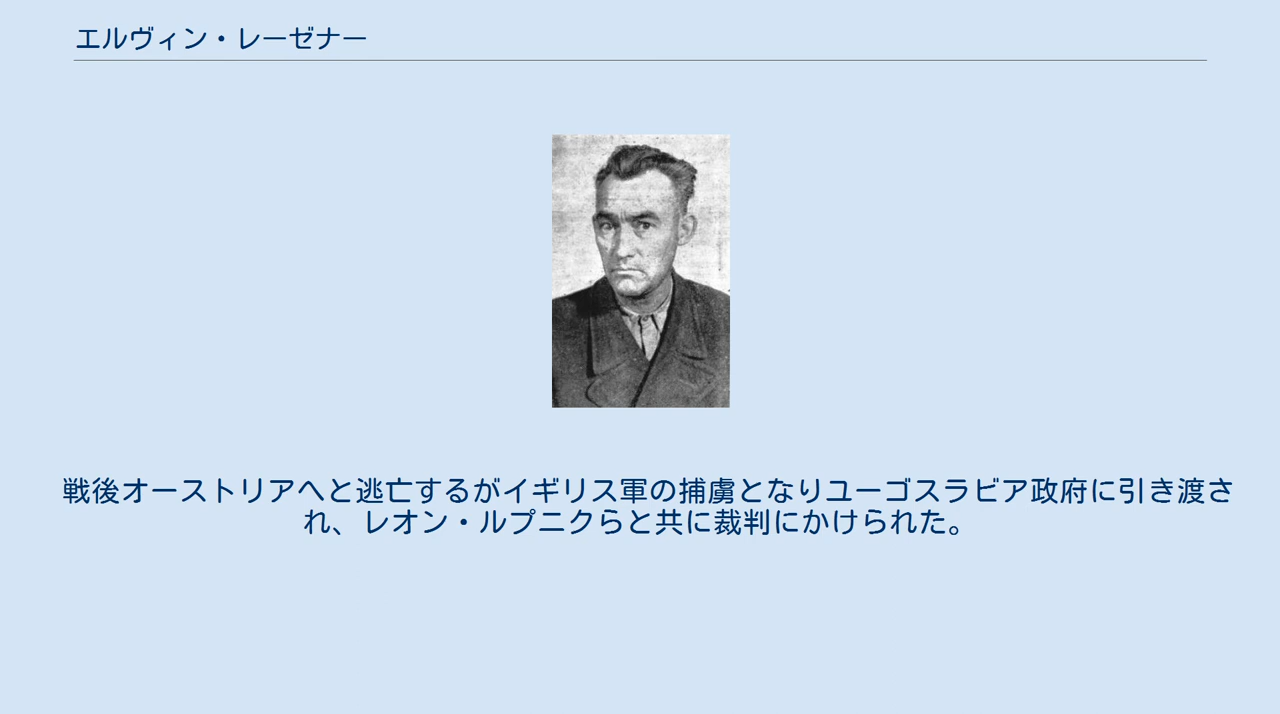 エルヴィン・レーゼナー
戦後オーストリアへと逃亡するがイギリス軍の捕虜となりユーゴスラビア政府に引き渡さ
れ、レオン・ルプニクらと共に裁判にかけられた。